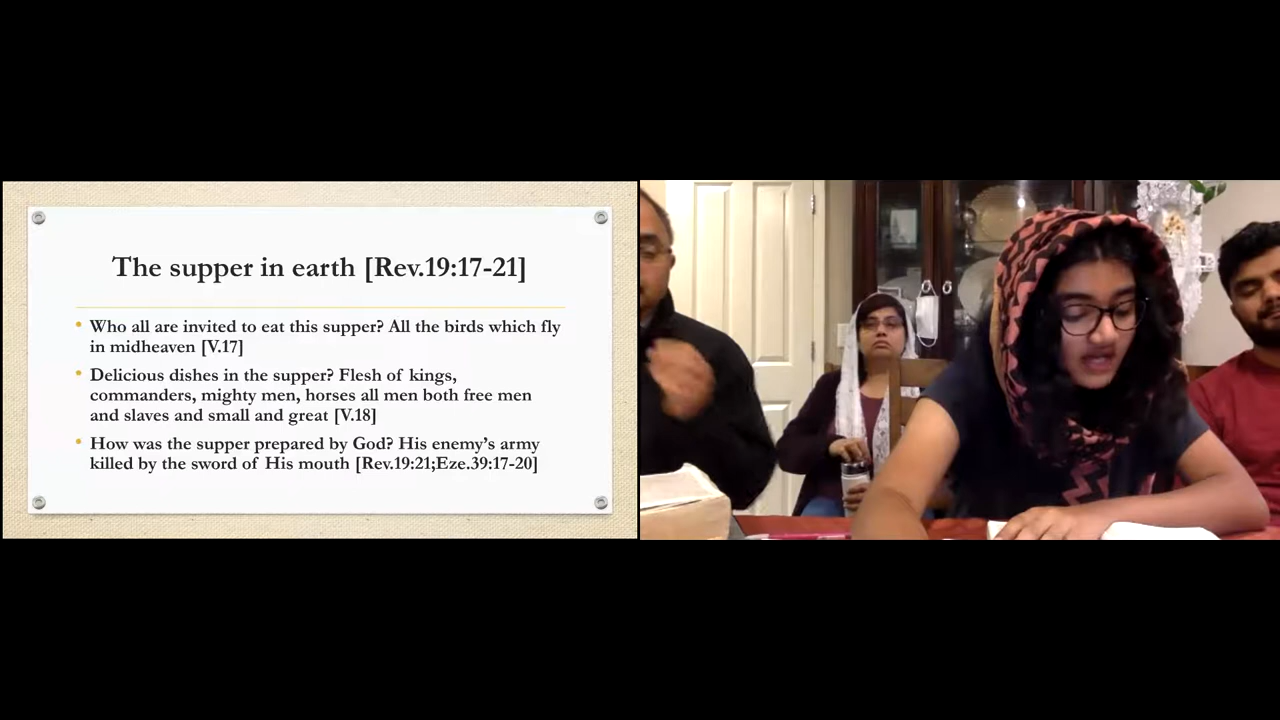 The supper in earth [Rev.19:17-21]
• Who all are invited to eat this supper? All the birds which fly
in midheaven [V.17]
• Delicious dishes in the supper? Flesh of kings,
commanders, mighty men, horses all men both free men
and slaves and small and great [V.18]
• How was the supper prepared by God? His enemy's army
killed by the sword of His mouth [Rev.19:21;Eze.39:17-20]